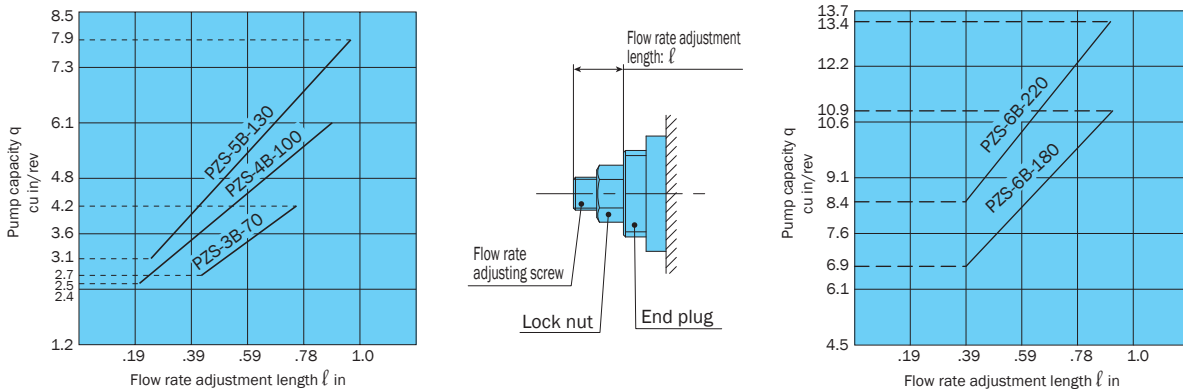 Pump capacity q
cu in/rev
8.5
7.9
7.3
6.1
4.8
4.2
3.6
3.1
2.7
2.5
2.4
1.2
PZS-5B-130
PZS-4B-100
PZS-3B-70
.19 .39 .59 .78 1.0
Flow rate adjustment length ℓ in
Flow rate adjustment
length: ℓ
Flow rate
adjusting screw
Lock nut
End plug
Pump capacity q
cu in/rev
13.7
13.4
12.2
10.9
10.6
9.1
8.4
7.6
6.9
6.1
4.5
PZS-6B-220
PZS-6B-180
.19 .39 .59 .78 1.0
Flow rate adjustment length ℓ in